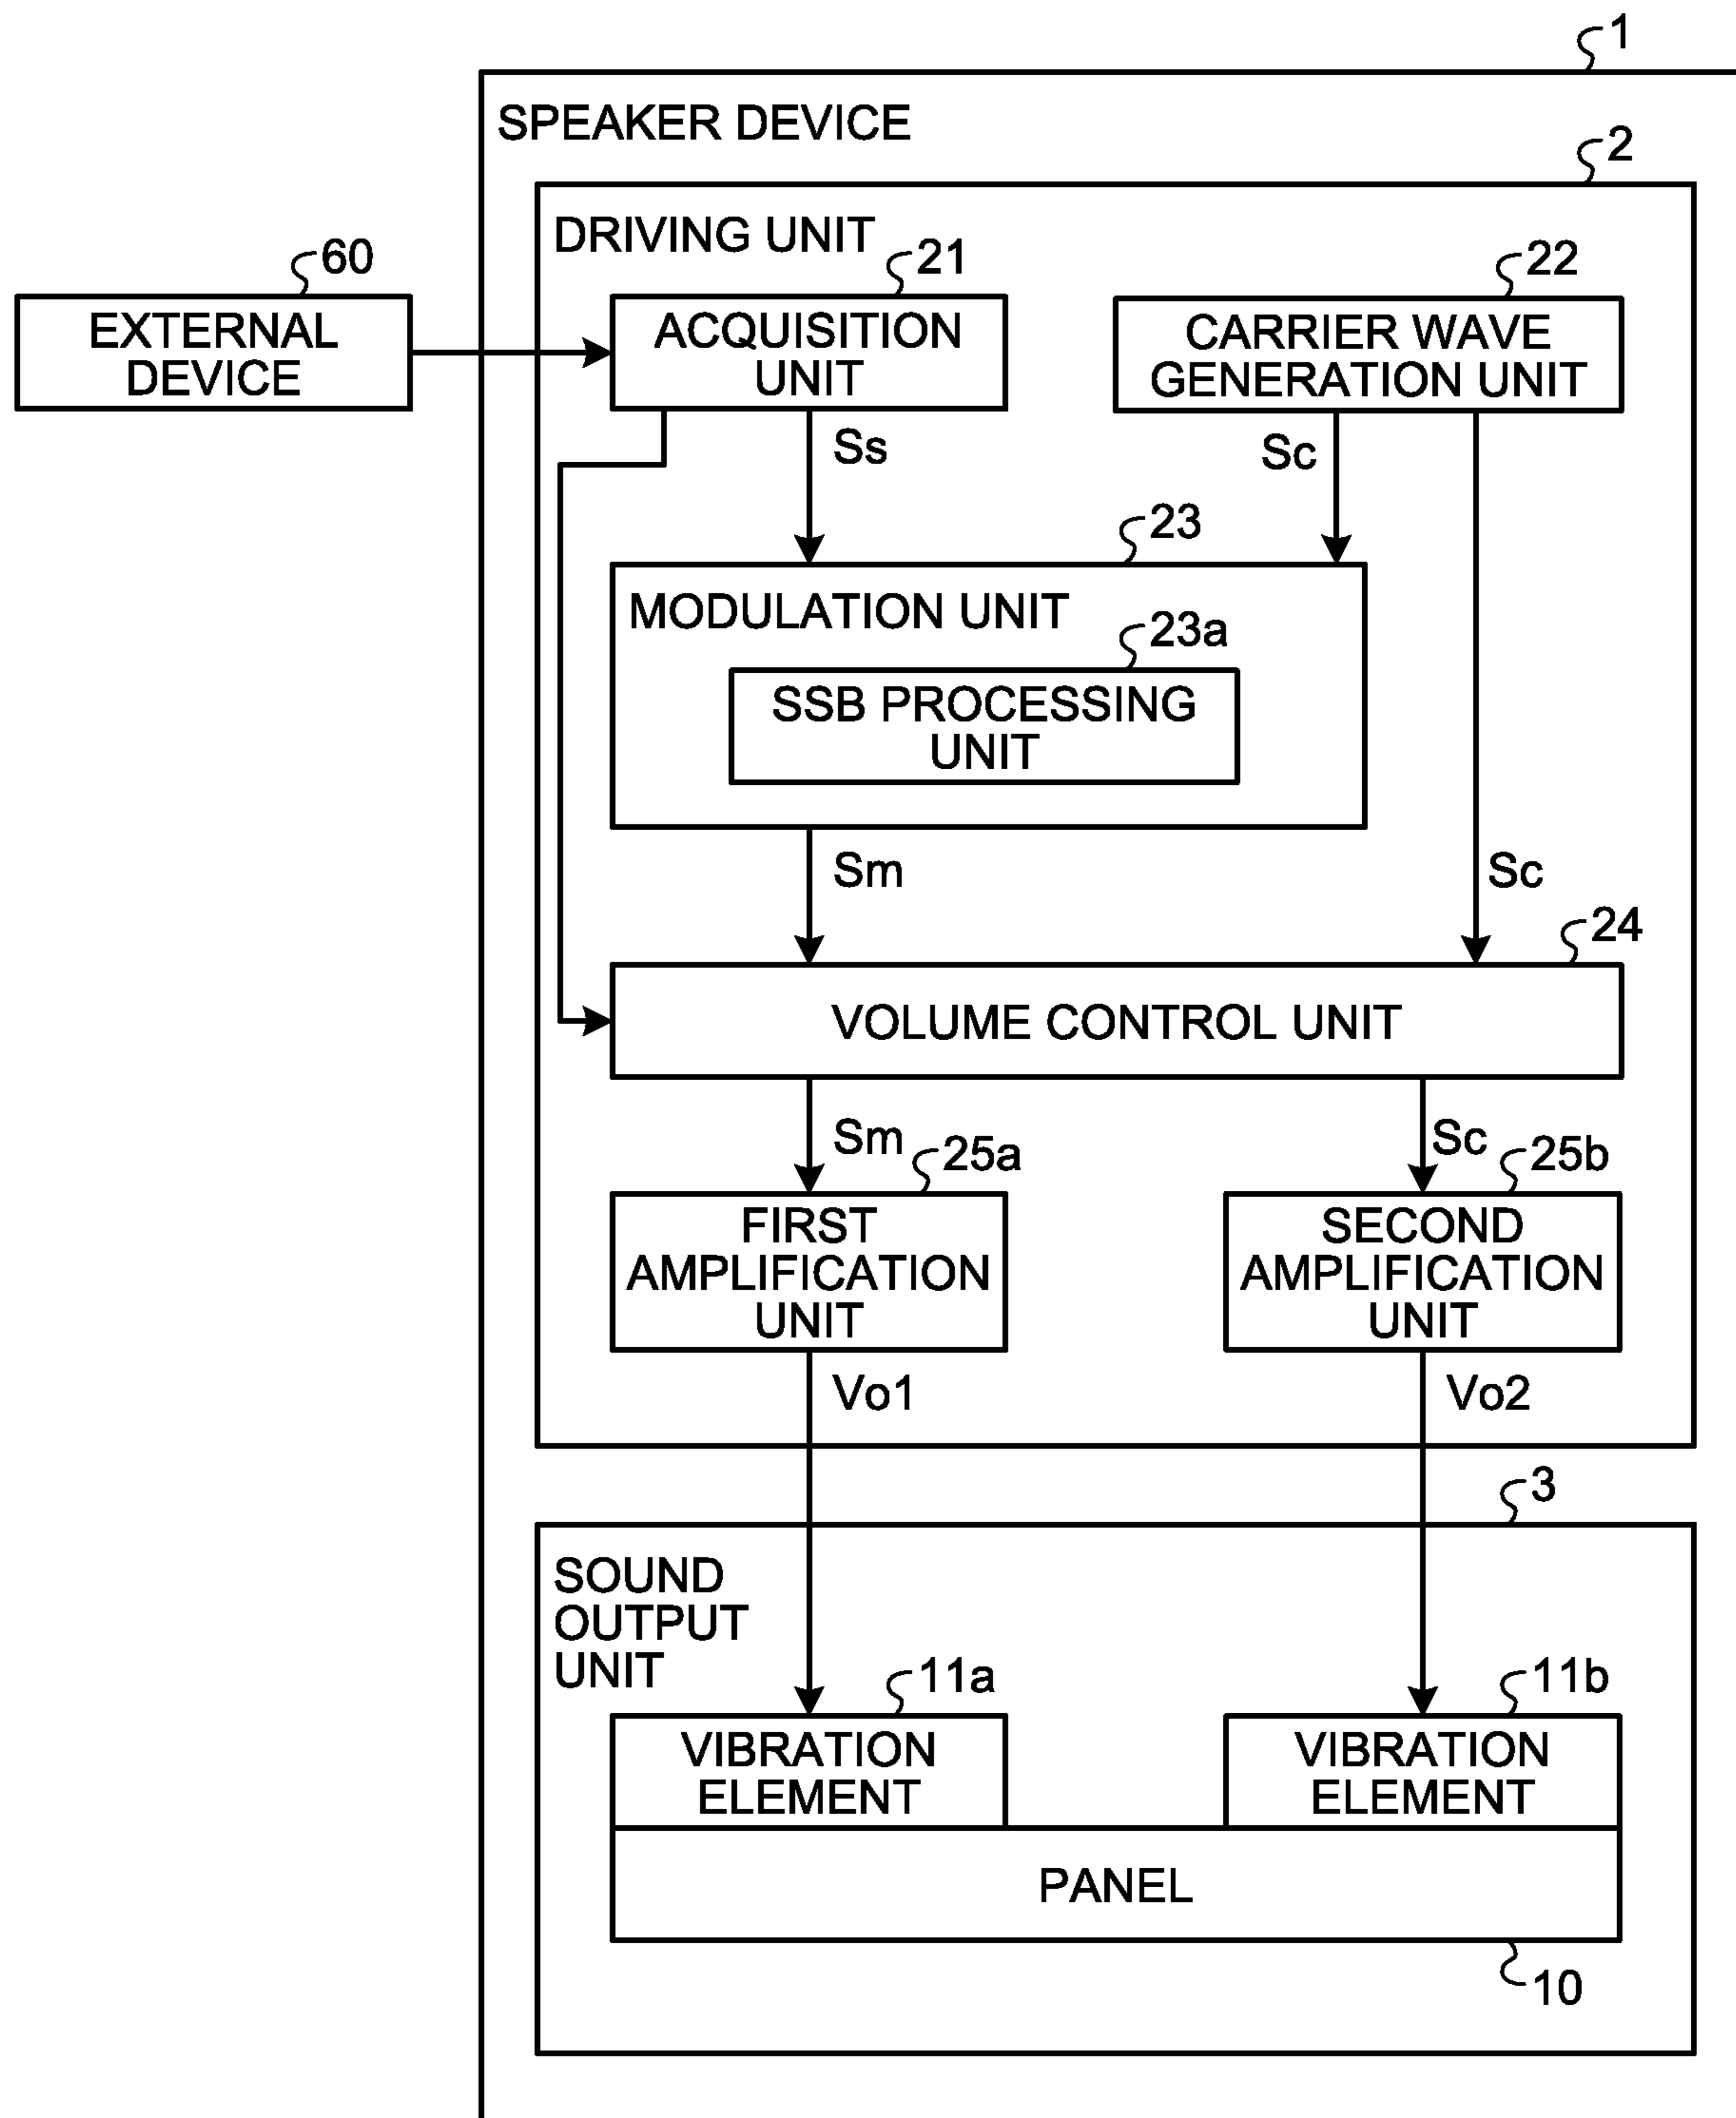 1
SPEAKER DEVICE
2
DRIVING UNIT
60
21
22
EXTERNAL
DEVICE
ACQUISITION
UNIT
CARRIER WAVE
GENERATION UNIT
Ss
Sc
23
MODULATION UNIT
23a
SSB PROCESSING
UNIT
Sm
Sc
24
VOLUME CONTROL UNIT
Sm
25a
Sc
25b
FIRST
AMPLIFICATION
UNIT
SECOND
AMPLIFICATION
UNIT
Vo1
Vo2
3
SOUND
OUTPUT
UNIT
11a
11b
VIBRATION
ELEMENT
VIBRATION
ELEMENT
PANEL
10